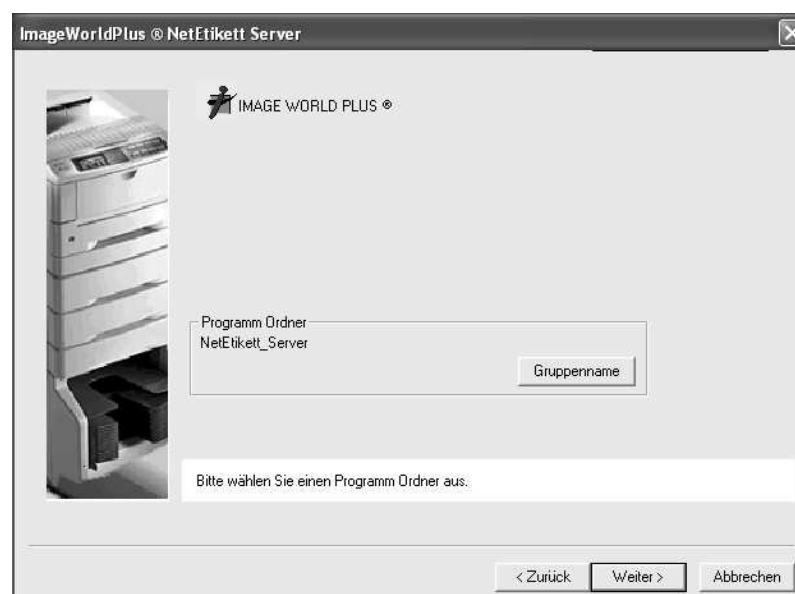 ImageWorldPlus ® NetEtikett Server
IMAGE WORLD PLUS ®
Programm Ordner
NetEtikett_Server
Gruppenname
Bitte wählen Sie einen Programm Ordner aus.
< Zurück
Weiter >
Abbrechen